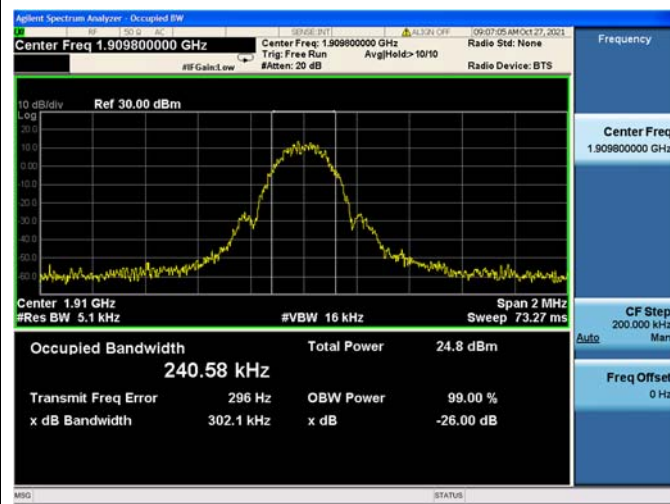 Agilent Spectrum Analyzer - Occupied BW
RF 50 Ω AC SENSE:INT ALIGN OFF 09:07:05 AM Oct 27, 2021
Center Freq 1.909800000 GHz
Center Freq: 1.909800000 GHz
Radio Std: None
Trig: Free Run Avg|Hold:> 10/10
#IFGain:Low #Atten: 20 dB Radio Device: BTS
10 dB/div Ref 30.00 dBm
Log
20.0
10.0
0.00
-10.0
-20.0
-30.0
-40.0
-50.0
-60.0
Center 1.91 GHz Span 2 MHz
#Res BW 5.1 kHz #VBW 16 kHz Sweep 73.27 ms
Occupied Bandwidth Total Power 24.8 dBm
240.58 kHz
Transmit Freq Error 296 Hz OBW Power 99.00 %
x dB Bandwidth 302.1 kHz x dB -26.00 dB
MSG STATUS
Frequency
Center Freq
1.909800000 GHz
CF Step
200.000 kHz
Auto Man
Freq Offset
0 Hz